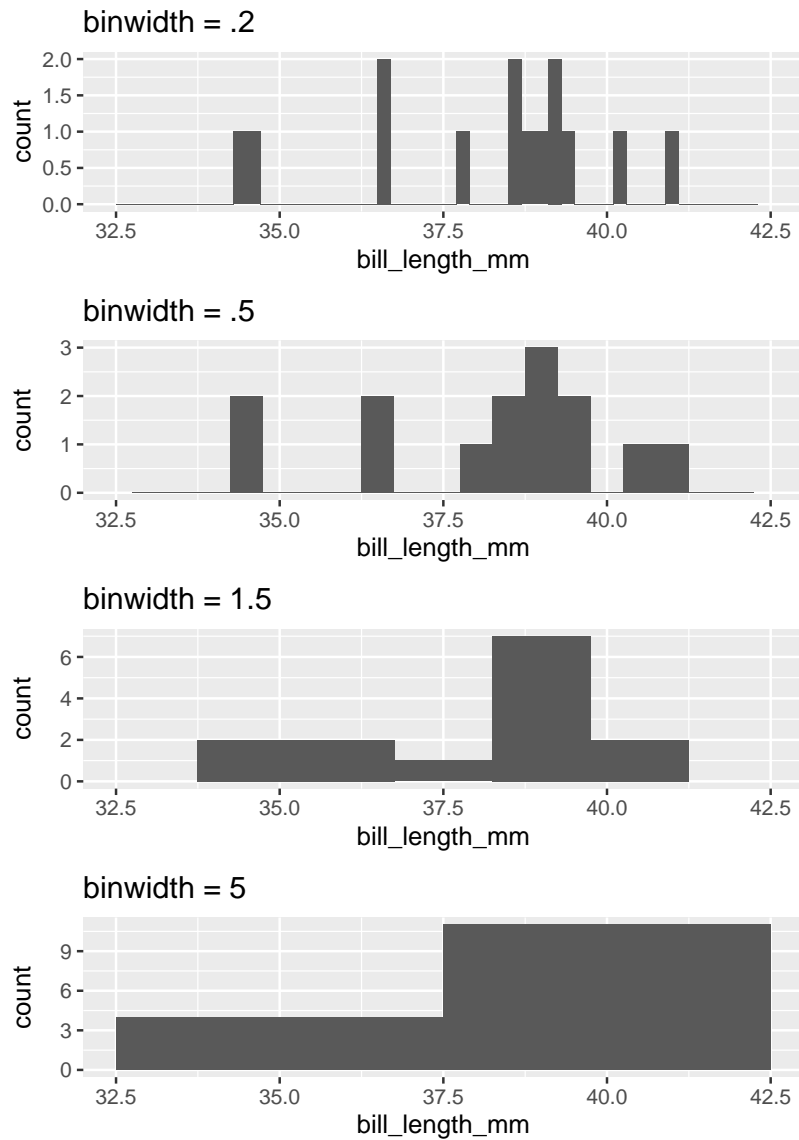 binwidth = .2
2.0
1.5
1.0
0.5
0.0
count
32.5 35.0 37.5 40.0 42.5
bill_length_mm
binwidth = .5
3
2
1
0
count
32.5 35.0 37.5 40.0 42.5
bill_length_mm
binwidth = 1.5
6
4
2
0
count
32.5 35.0 37.5 40.0 42.5
bill_length_mm
binwidth = 5
9
6
3
0
count
32.5 35.0 37.5 40.0 42.5
bill_length_mm